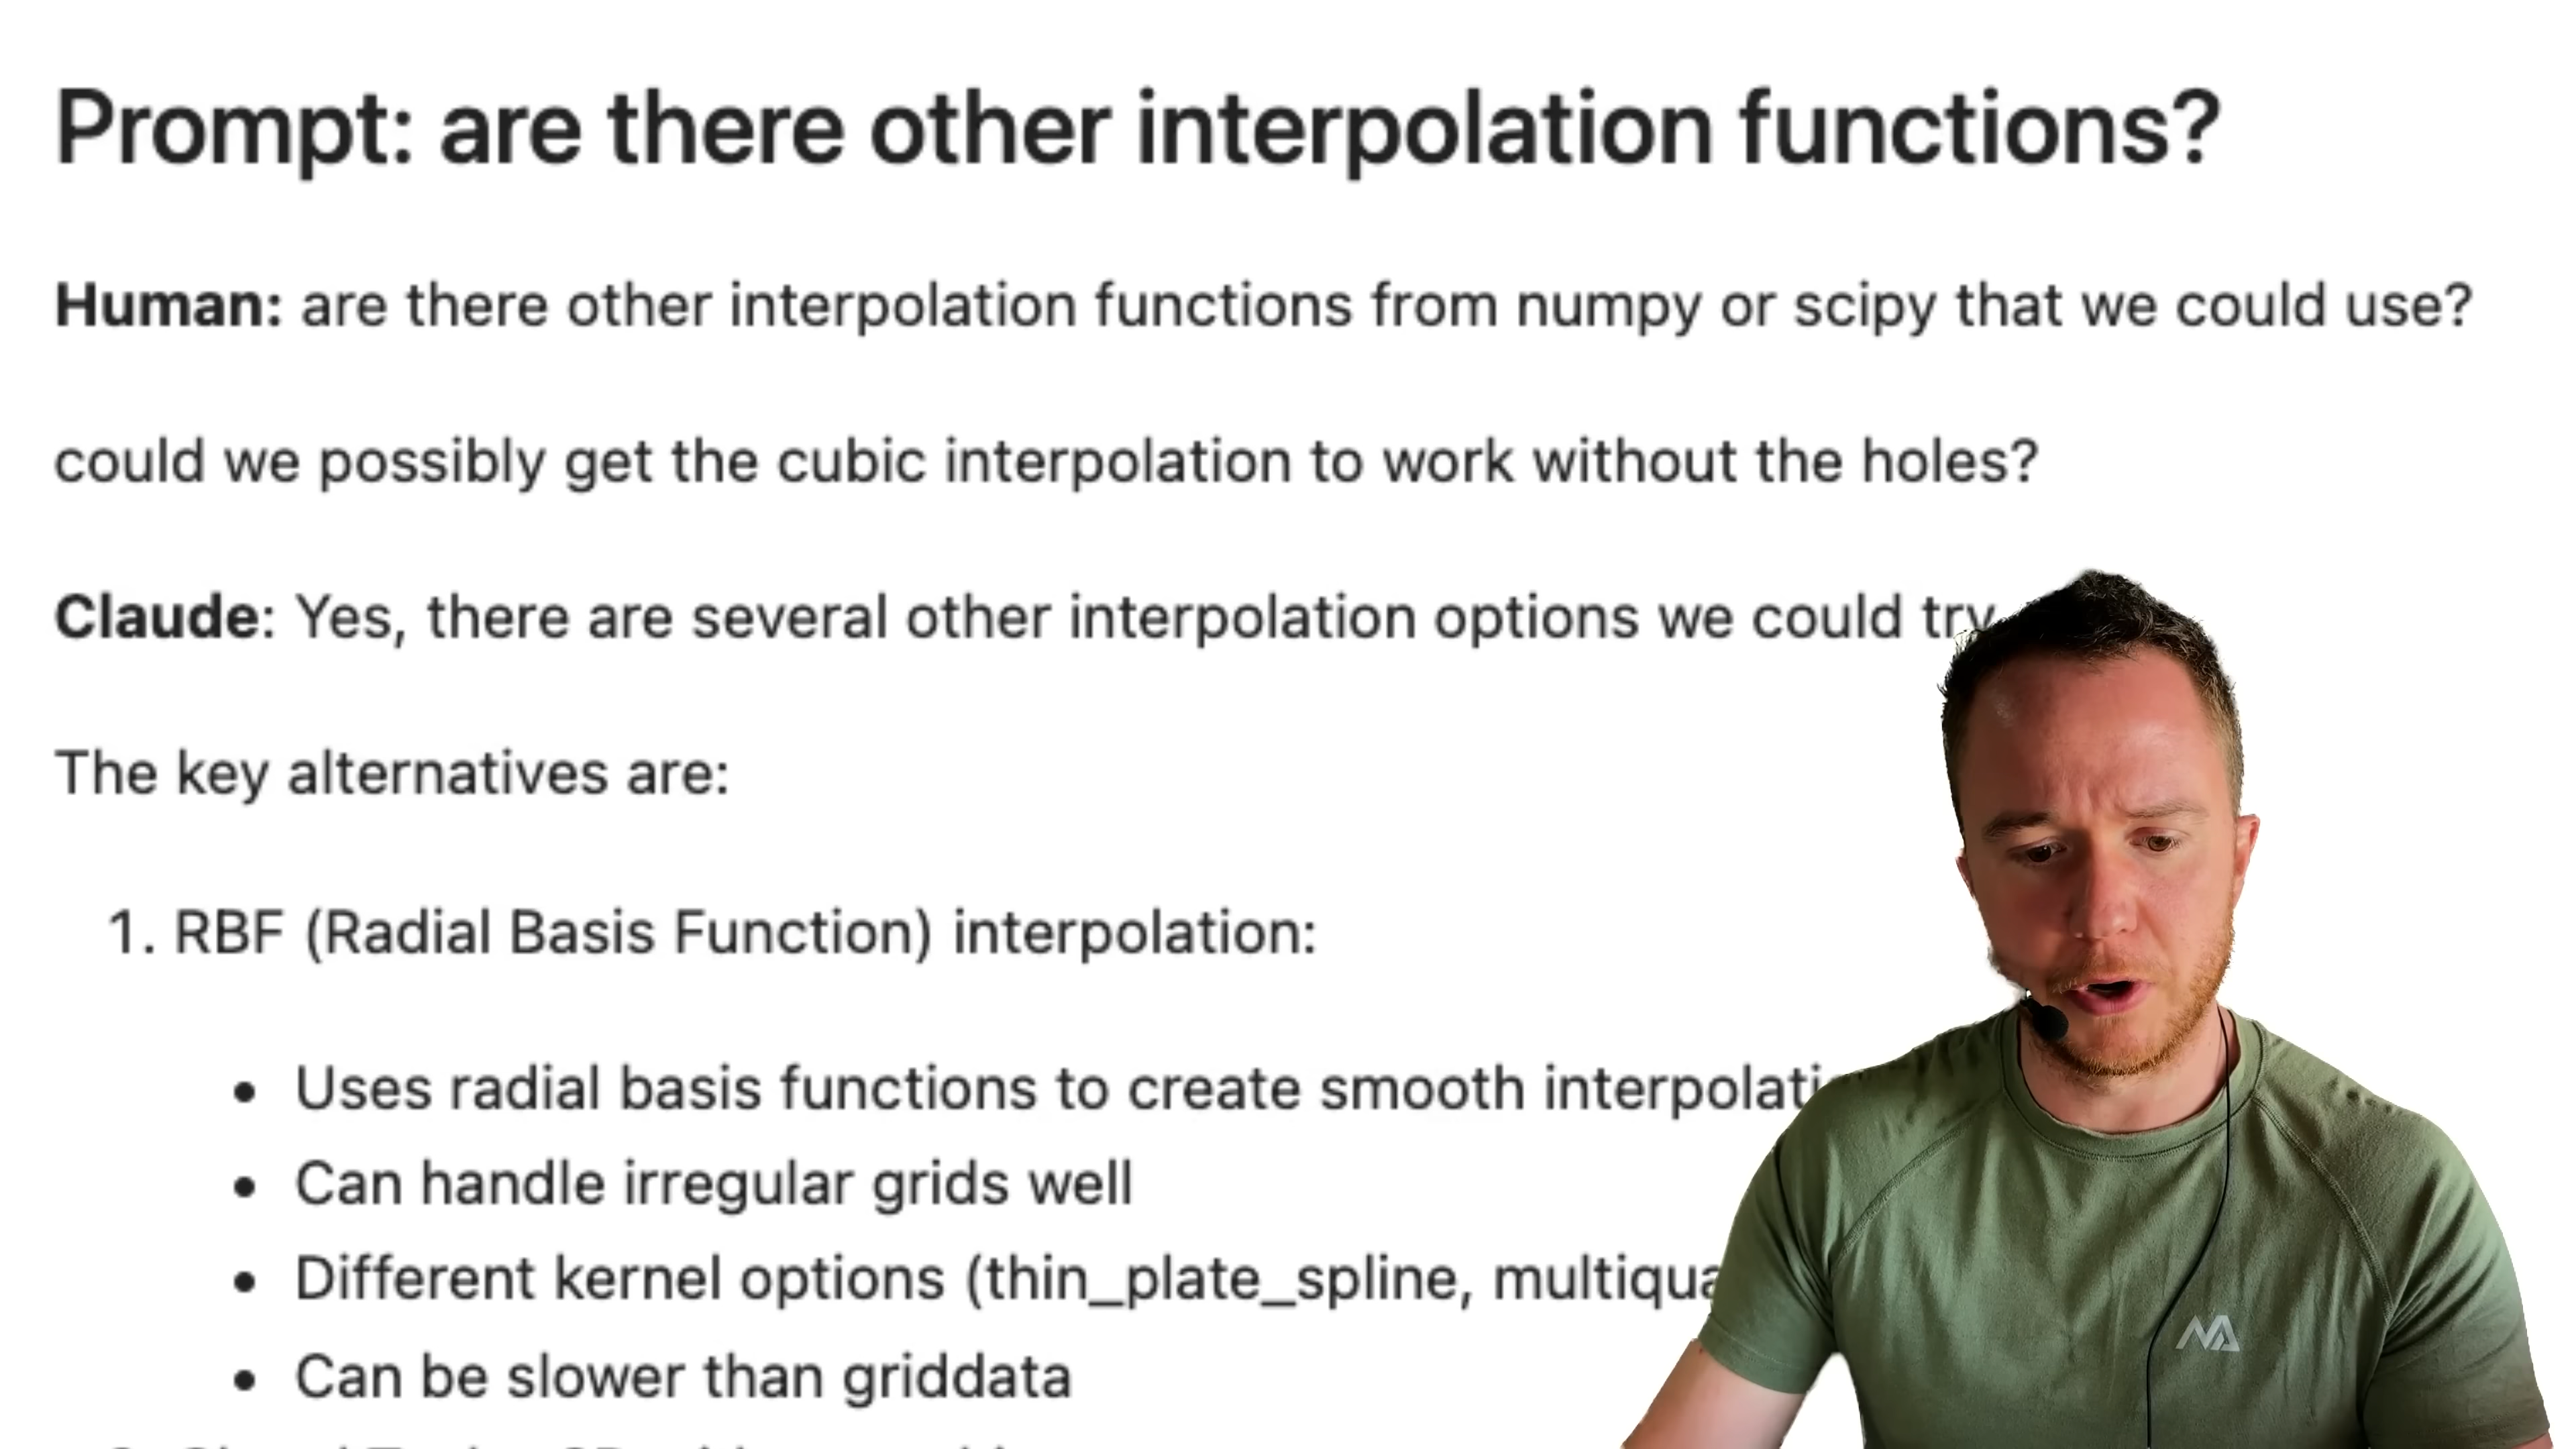 Prompt: are there other interpolation functions?
Human: are there other interpolation functions from numpy or scipy that we could use?
could we possibly get the cubic interpolation to work without the holes?
Claude: Yes, there are several other interpolation options we could try
The key alternatives are:
1. RBF (Radial Basis Function) interpolation:
• Uses radial basis functions to create smooth
• Can handle irregular grids well
• Different kernel options (thin_plate_spline,
• Can be slower than griddata